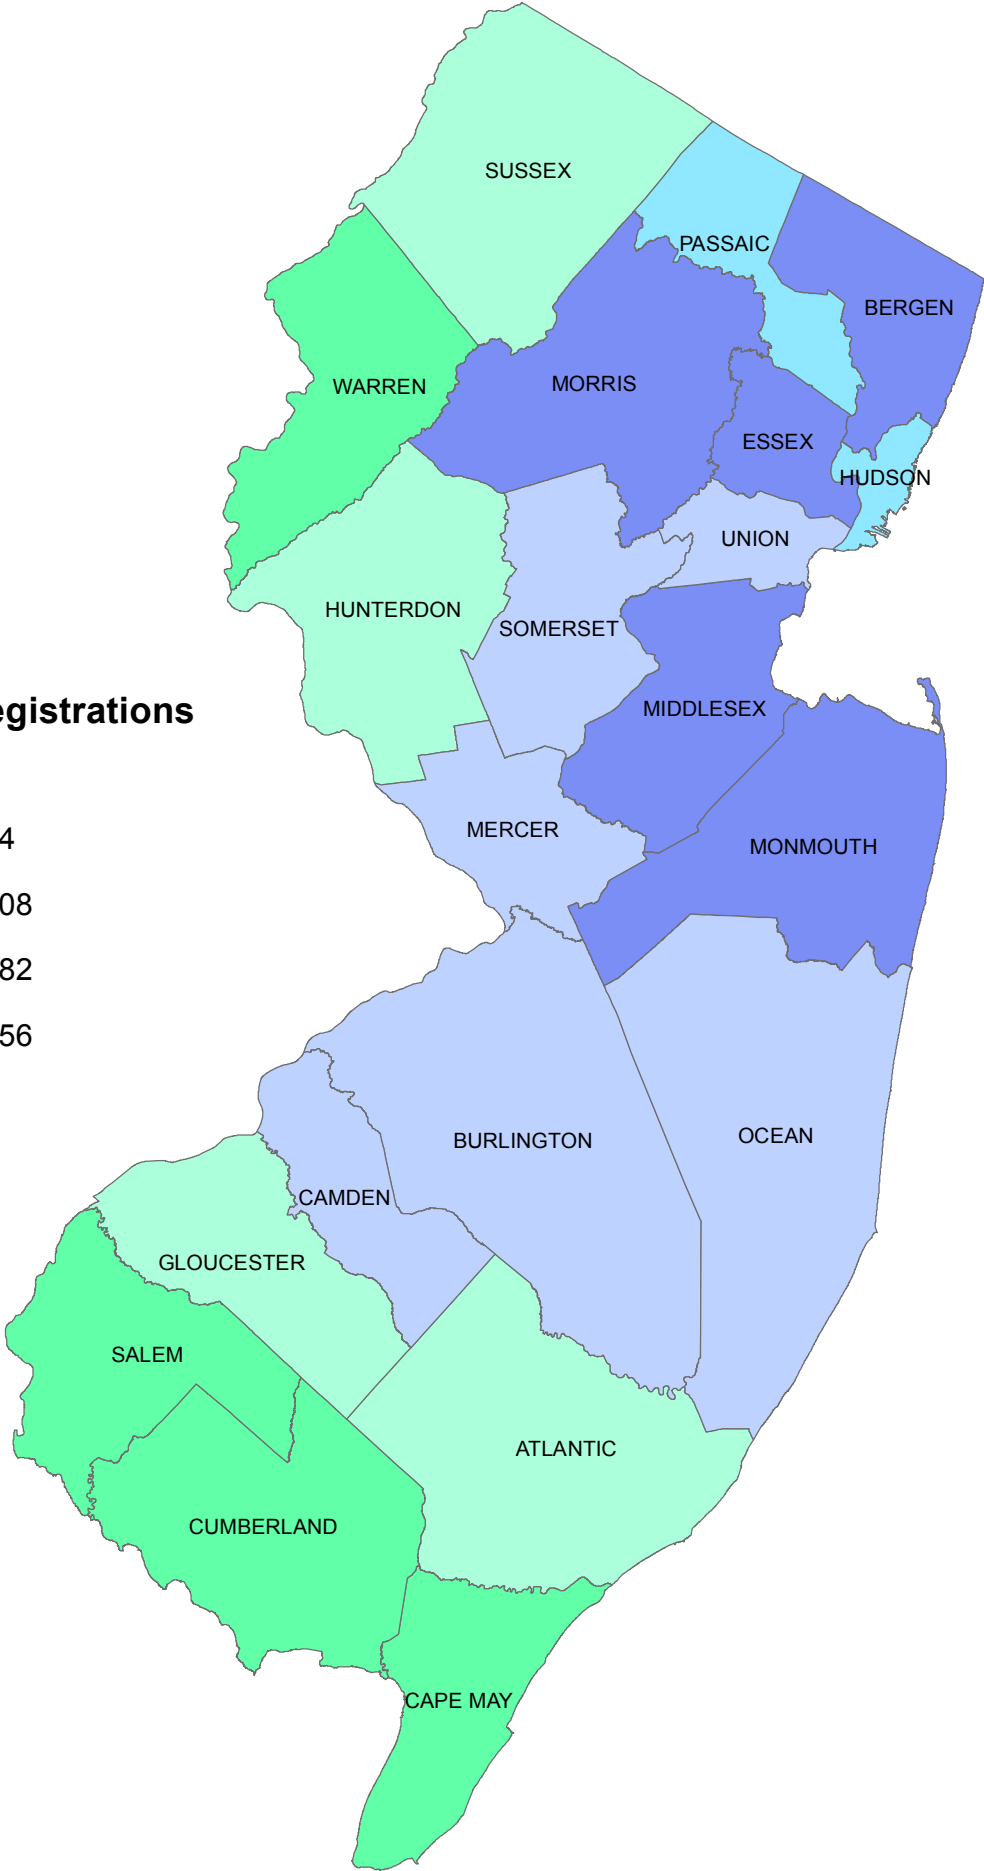 SUSSEX
PASSAIC
BERGEN
WARREN
MORRIS
ESSEX
HUDSON
UNION
HUNTERDON
SOMERSET
egistrations
MIDDLESEX
4
MERCER
MONMOUTH
08
82
56
BURLINGTON
OCEAN
CAMDEN
GLOUCESTER
SALEM
ATLANTIC
CUMBERLAND
CAPE MAY